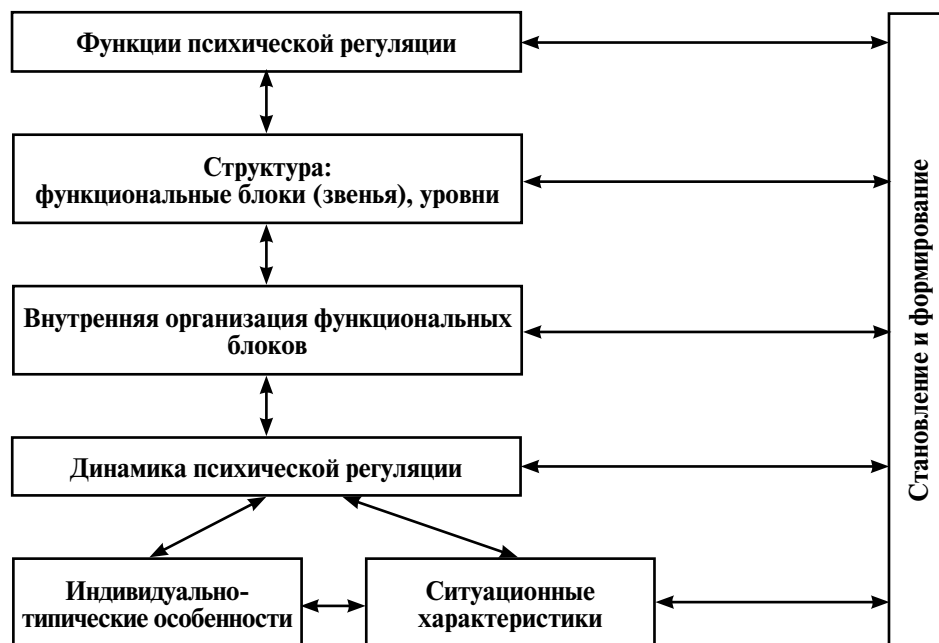 Функции психической регуляции
Структура:
функциональные блоки (звенья), уровни
Внутренняя организация функциональных
блоков
Динамика психической регуляции
Индивидуально-
типические особенности
Ситуационные
характеристики
Становление и формирование